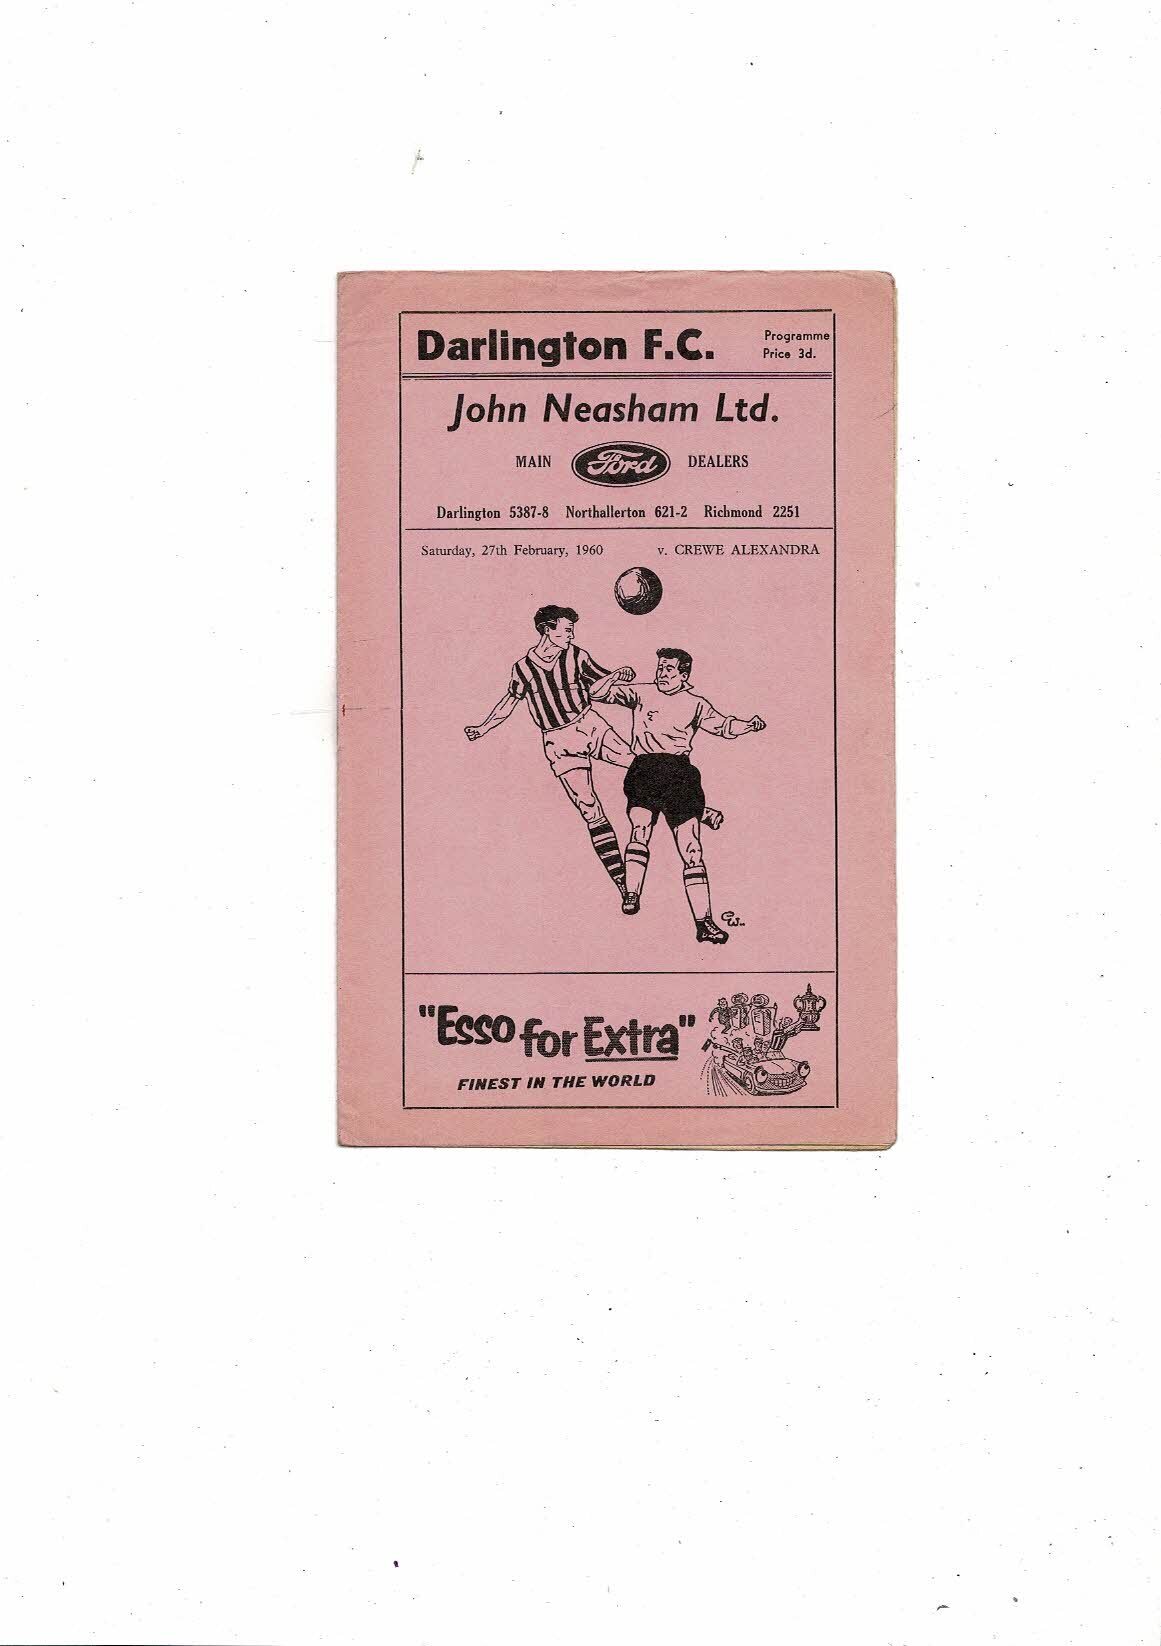 Darlington F.C.
Programme
Price 3d.
John Neasham Ltd.
MAIN Ford DEALERS
Darlington 5387-8 Northallerton 621-2 Richmond 2251
Saturday, 27th February, 1960 v. CREWE ALEXANDRA
CW
"Esso for Extra"
FINEST IN THE WORLD